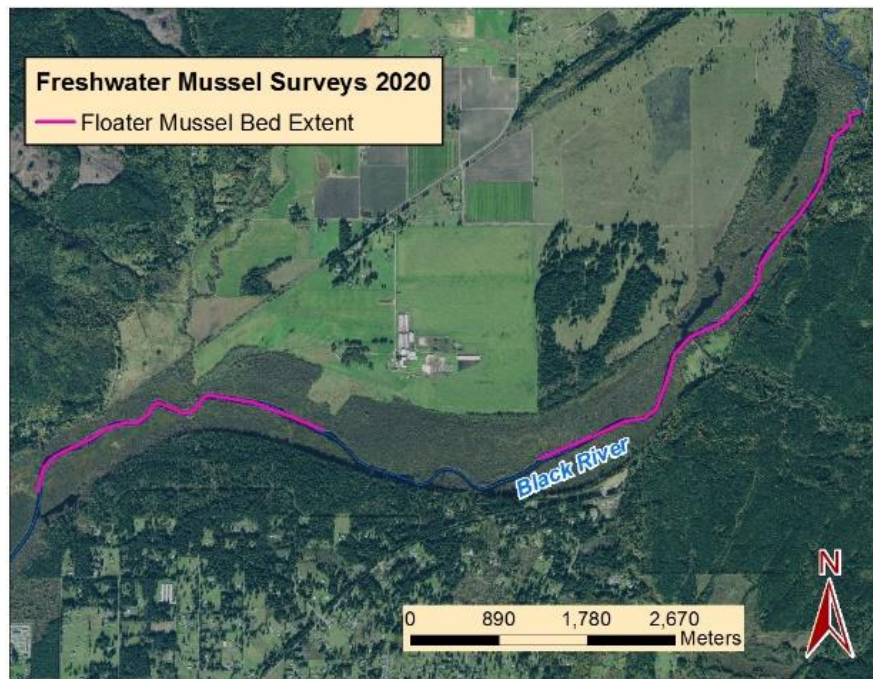 Freshwater Mussel Surveys 2020
Floater Mussel Bed Extent
Black River
N
0 890 1,780 2,670
Meters